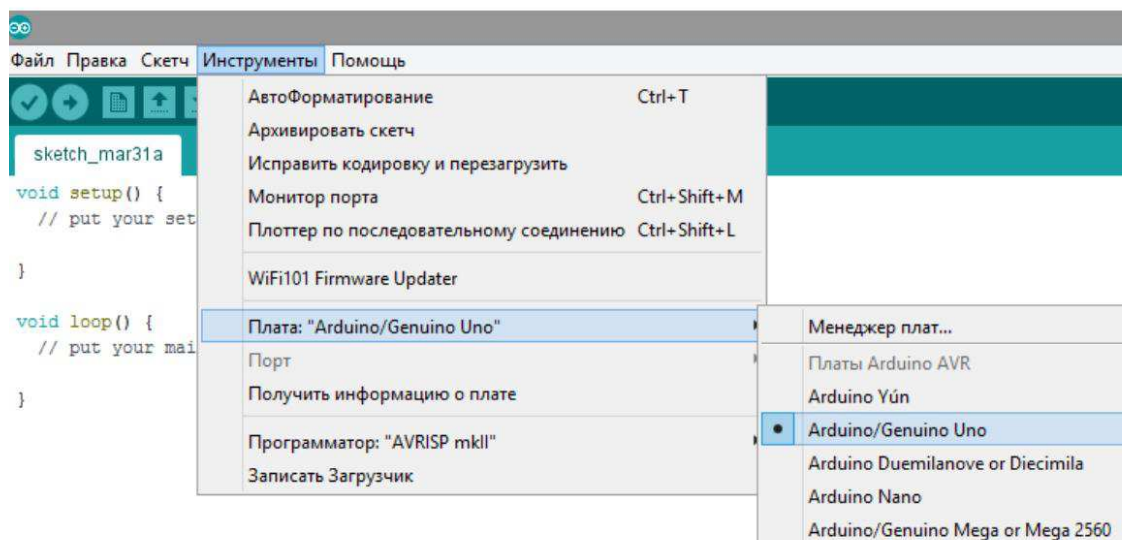 Файл Правка Скетч Инструменты Помощь
АвтоФорматирование Ctrl+T
Архивировать скетч
sketch_mar31a
Исправить кодировку и перезагрузить
void setup() {
Монитор порта Ctrl+Shift+M
// put your set
Плоттер по последовательному соединению Ctrl+Shift+L
}
WiFi101 Firmware Updater
void loop() {
Плата: "Arduino/Genuino Uno"
Менеджер плат...
// put your mai
Порт
Платы Arduino AVR
}
Получить информацию о плате
Arduino Yún
Программатор: "AVRISP mkII"
Arduino/Genuino Uno
Записать Загрузчик
Arduino Duemilanove or Diecimila
Arduino Nano
Arduino/Genuino Mega or Mega 2560